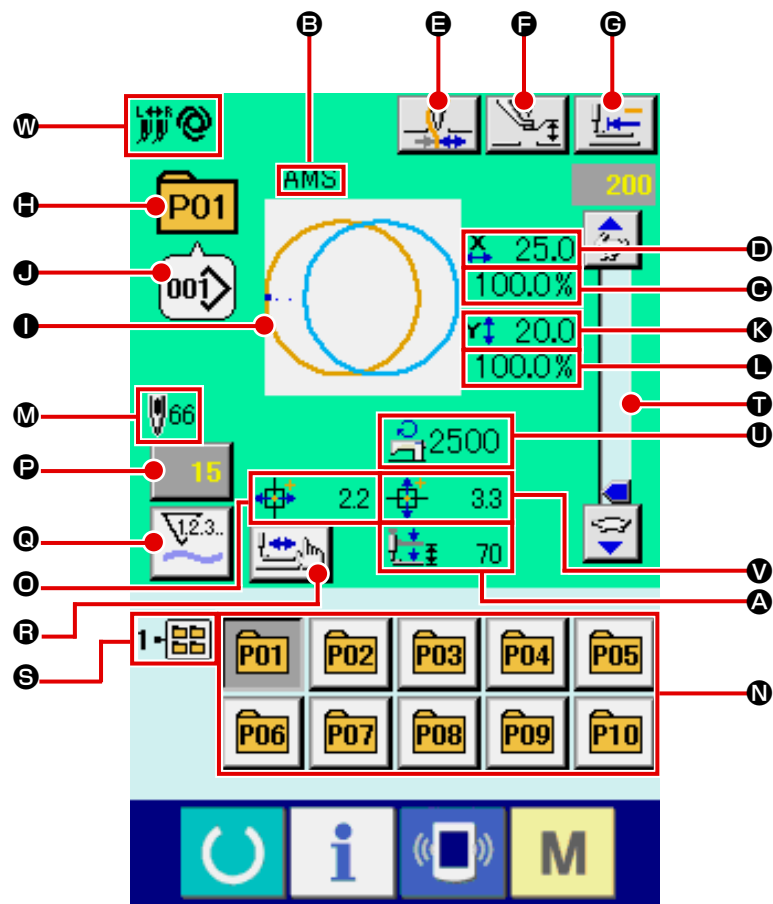 B E F G
W L R
AMS
200
H P01
J 001
D X 25.0
C 100.0%
I
K Y 20.0
L 100.0%
T
M 66
U 2500
P 15
O 2.2 3.3 V
Q 1.2.3..
70 A
R
S 1
P01 P02 P03 P04 P05
N
P06 P07 P08 P09 P10
i M